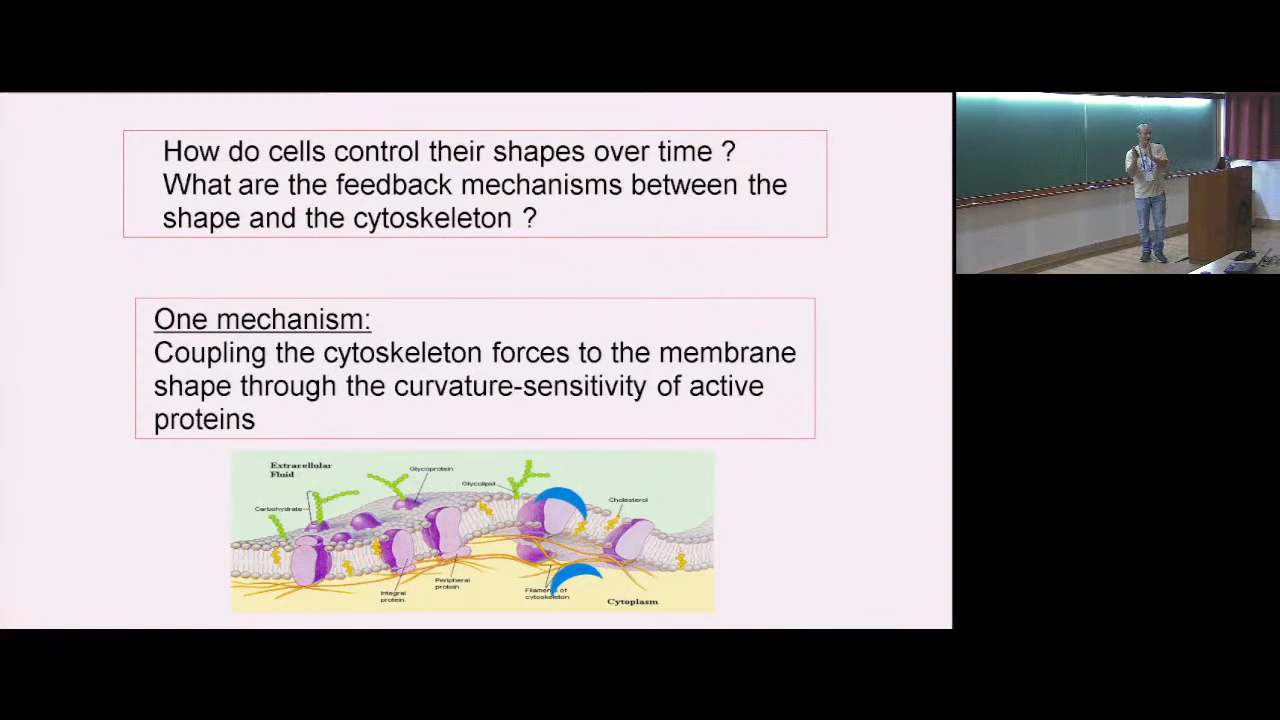 How do cells control their shapes over time ?
What are the feedback mechanisms between the
shape and the cytoskeleton ?
One mechanism:
Coupling the cytoskeleton forces to the membrane
shape through the curvature-sensitivity of active
proteins
Extracellular
Fluid
Glycoprotein
Glycolipid
Cholesterol
Carbohydrate
Integral
protein
Peripheral
protein
Filaments of
cytoskeleton
Cytoplasm